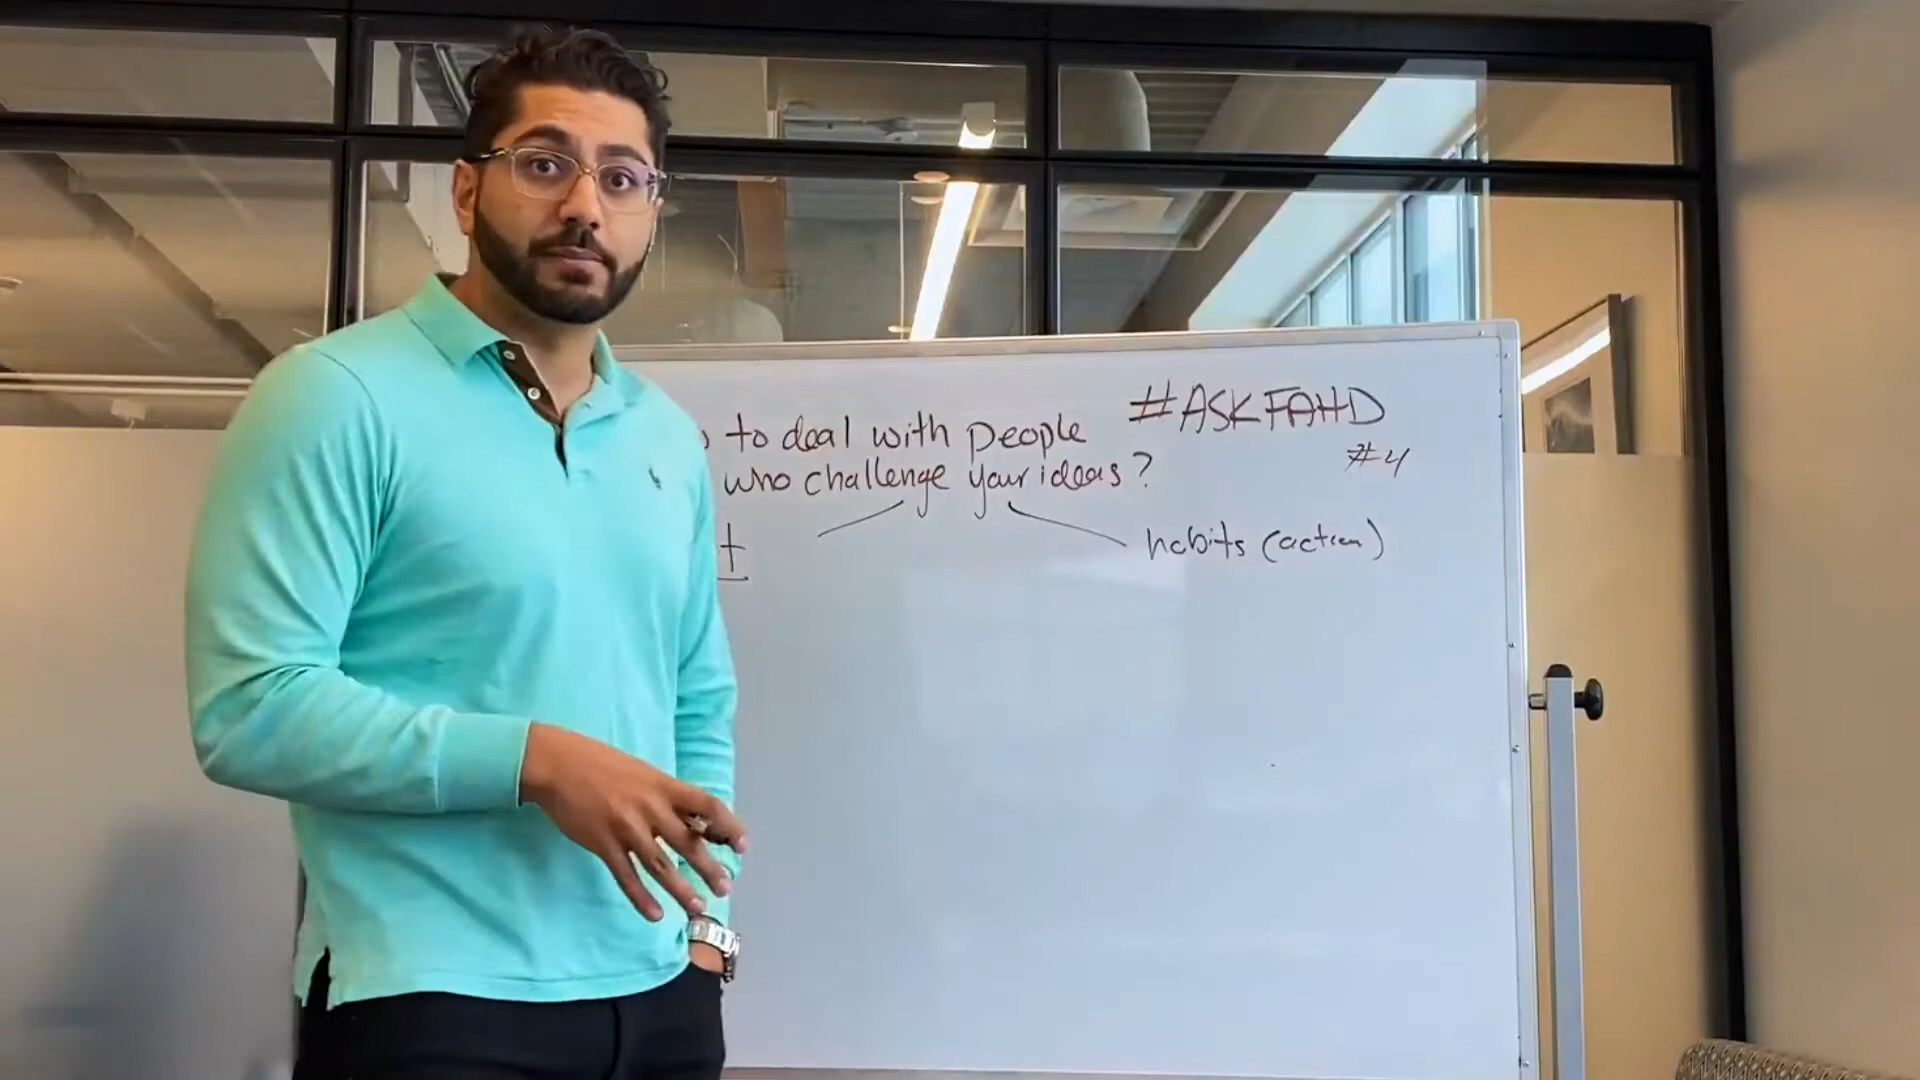 to deal with people
who challenge your ideas?
#ASKFAHD
#4
habits (action)